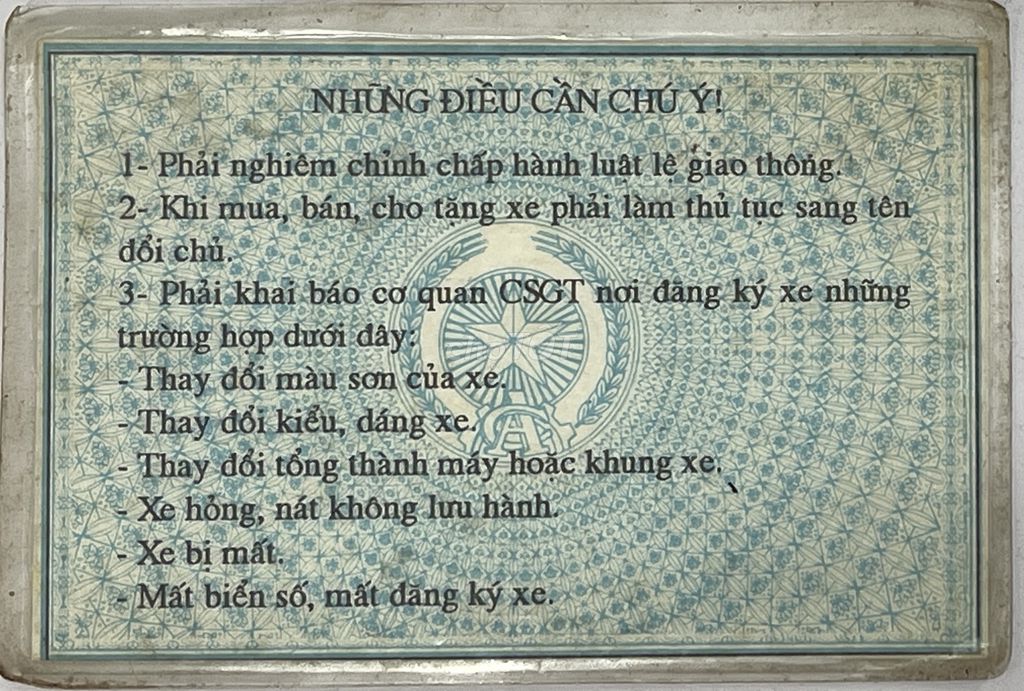 NHỮNG ĐIỀU CẦN CHÚ Ý!
1- Phải nghiêm chỉnh chấp hành luật lệ giao thông.
2- Khi mua, bán, cho tặng xe phải làm thủ tục sang tên
đổi chủ.
3- Phải khai báo cơ quan CSGT nơi đăng ký xe những
trường hợp dưới đây:
- Thay đổi màu sơn của xe.
- Thay đổi kiểu, dáng xe.
- Thay đổi tổng thành máy hoặc khung xe.
- Xe hỏng, nát không lưu hành.
- Xe bị mất.
- Mất biển số, mất đăng ký xe.